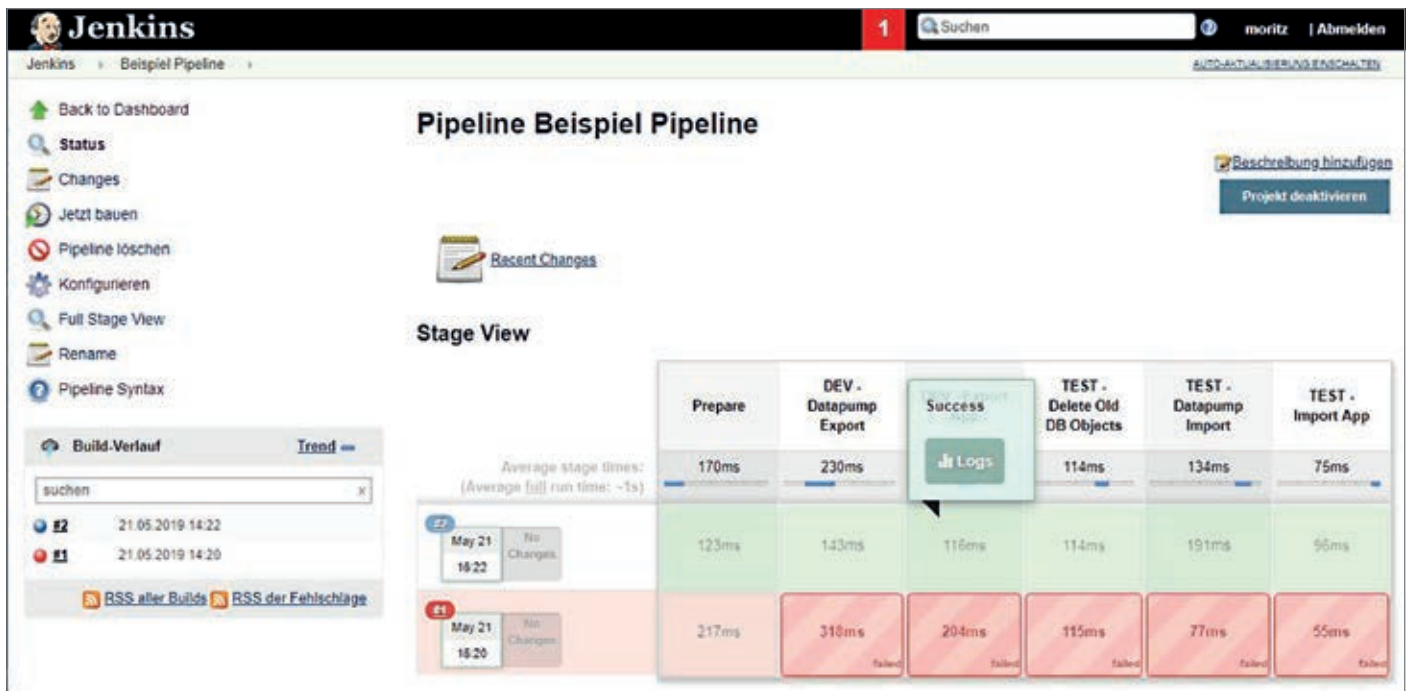 Jenkins
1
Suchen
moritz | Abmelden
Jenkins Beispiel Pipeline
AUTO-AKTUALISIERUNG EINSCHALTEN
Back to Dashboard
Status
Changes
Jetzt bauen
Pipeline löschen
Konfigurieren
Full Stage View
Rename
Pipeline Syntax
Build-Verlauf Trend
suchen x
#2 21.05.2019 14:22
#1 21.05.2019 14:20
RSS aller Builds RSS der Fehlschläge
Pipeline Beispiel Pipeline
Beschreibung hinzufügen
Projekt deaktivieren
Recent Changes
Stage View
Prepare
DEV -
Datapump
Export
Success
Logs
TEST -
Delete Old
DB Objects
TEST -
Datapump
Import
TEST -
Import App
Average stage times:
(Average full run time: ~1s)
170ms 230ms 114ms 134ms 75ms
#2
May 21
16:22
No
Changes
123ms 143ms 116ms 114ms 191ms 96ms
#1
May 21
16:20
No
Changes
217ms 318ms 204ms 115ms 77ms 55ms
failed failed failed failed failed